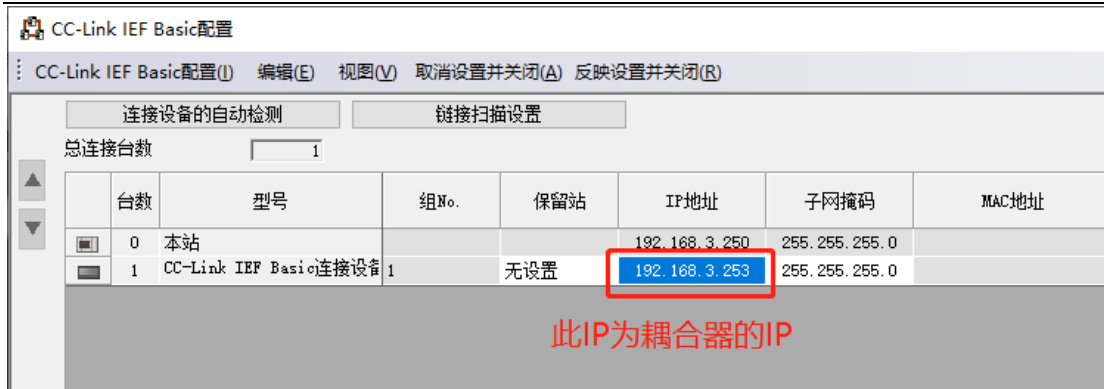 CC-Link IEF Basic配置
CC-Link IEF Basic配置(I) 编辑(E) 视图(V) 取消设置并关闭(A) 反映设置并关闭(R)
连接设备的自动检测 链接扫描设置
总连接台数 1
台数 型号 组No. 保留站 IP地址 子网掩码 MAC地址
0 本站 192.168.3.250 255.255.255.0
1 CC-Link IEF Basic连接设备 1 无设置 192.168.3.253 255.255.255.0
此IP为耦合器的IP